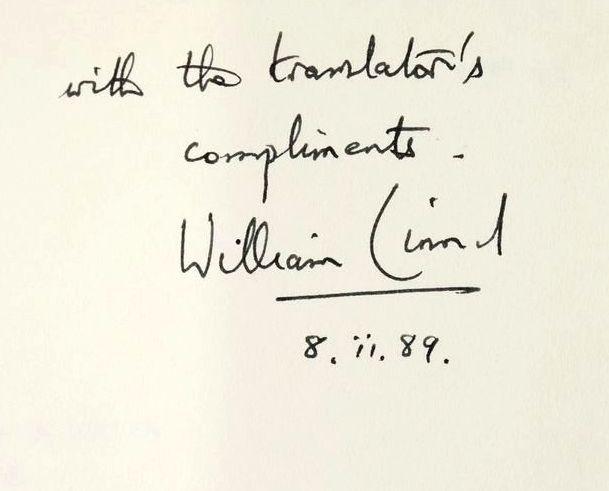 with the translator's
compliments.
William
8. ii. 89.